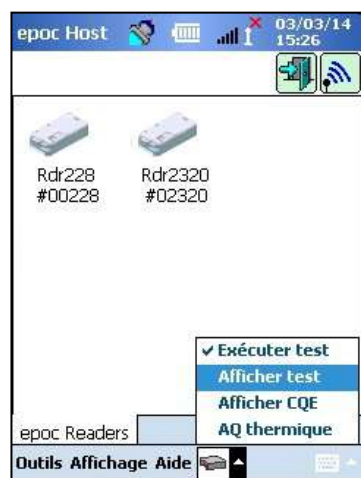 epoc Host
03/03/14
15:26
Rdr228
#00228
Rdr2320
#02320
✓ Exécuter test
Afficher test
Afficher CQE
AQ thermique
epoc Readers
Outils Affichage Aide